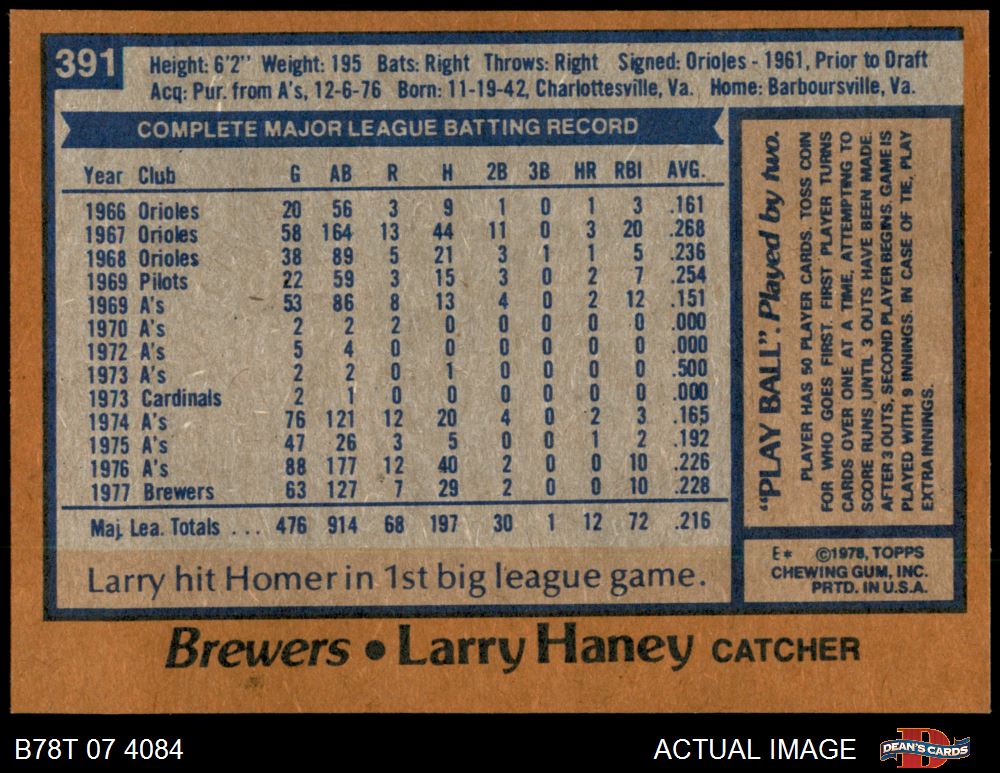 391
Height: 6'2" Weight: 195 Bats: Right Throws: Right Signed: Orioles - 1961, Prior to Draft
Acq: Pur. from A's, 12-6-76 Born: 11-19-42, Charlottesville, Va. Home: Barboursville, Va.
COMPLETE MAJOR LEAGUE BATTING RECORD
Year Club G AB R H 2B 3B HR RBI AVG.
1966 Orioles 20 56 3 9 1 0 1 3 .161
1967 Orioles 58 164 13 44 11 0 3 20 .268
1968 Orioles 38 89 5 21 3 1 1 5 .236
1969 Pilots 22 59 3 15 3 0 2 7 .254
1969 A's 53 86 8 13 4 0 2 12 .151
1970 A's 2 2 2 0 0 0 0 0 .000
1972 A's 5 4 0 0 0 0 0 0 .000
1973 A's 2 2 0 1 0 0 0 0 .500
1973 Cardinals 2 1 0 0 0 0 0 0 .000
1974 A's 76 121 12 20 4 0 2 3 .165
1975 A's 47 26 3 5 0 0 1 2 .192
1976 A's 88 177 12 40 2 0 0 10 .226
1977 Brewers 63 127 7 29 2 0 0 10 .228
Maj. Lea. Totals ... 476 914 68 197 30 1 12 72 .216
Larry hit Homer in 1st big league game.
"PLAY BALL". Played by two.
PLAYER HAS 50 PLAYER CARDS. TOSS COIN
FOR WHO GOES FIRST. FIRST PLAYER TURNS
CARDS OVER ONE AT A TIME, ATTEMPTING TO
SCORE RUNS UNTIL 3 OUTS HAVE BEEN MADE.
AFTER 3 OUTS, SECOND PLAYER BEGINS. GAME IS
PLAYED WITH 9 INNINGS. IN CASE OF TIE, PLAY
EXTRA INNINGS.
E* ©1978, TOPPS
CHEWING GUM, INC.
PRTD. IN U.S.A.
Brewers • Larry Haney CATCHER
B78T 07 4084
ACTUAL IMAGE
DEAN'S CARDS